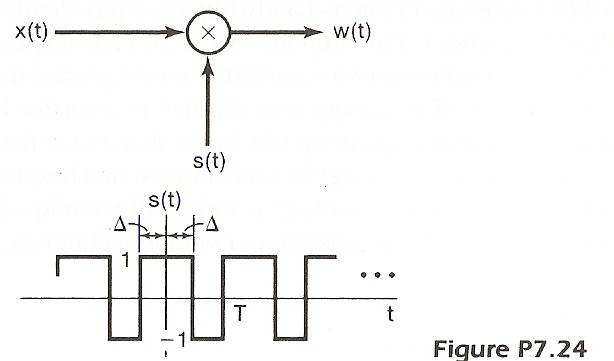 x(t) × w(t)
s(t)
s(t)
Δ Δ
1
T t
-1
Figure P7.24